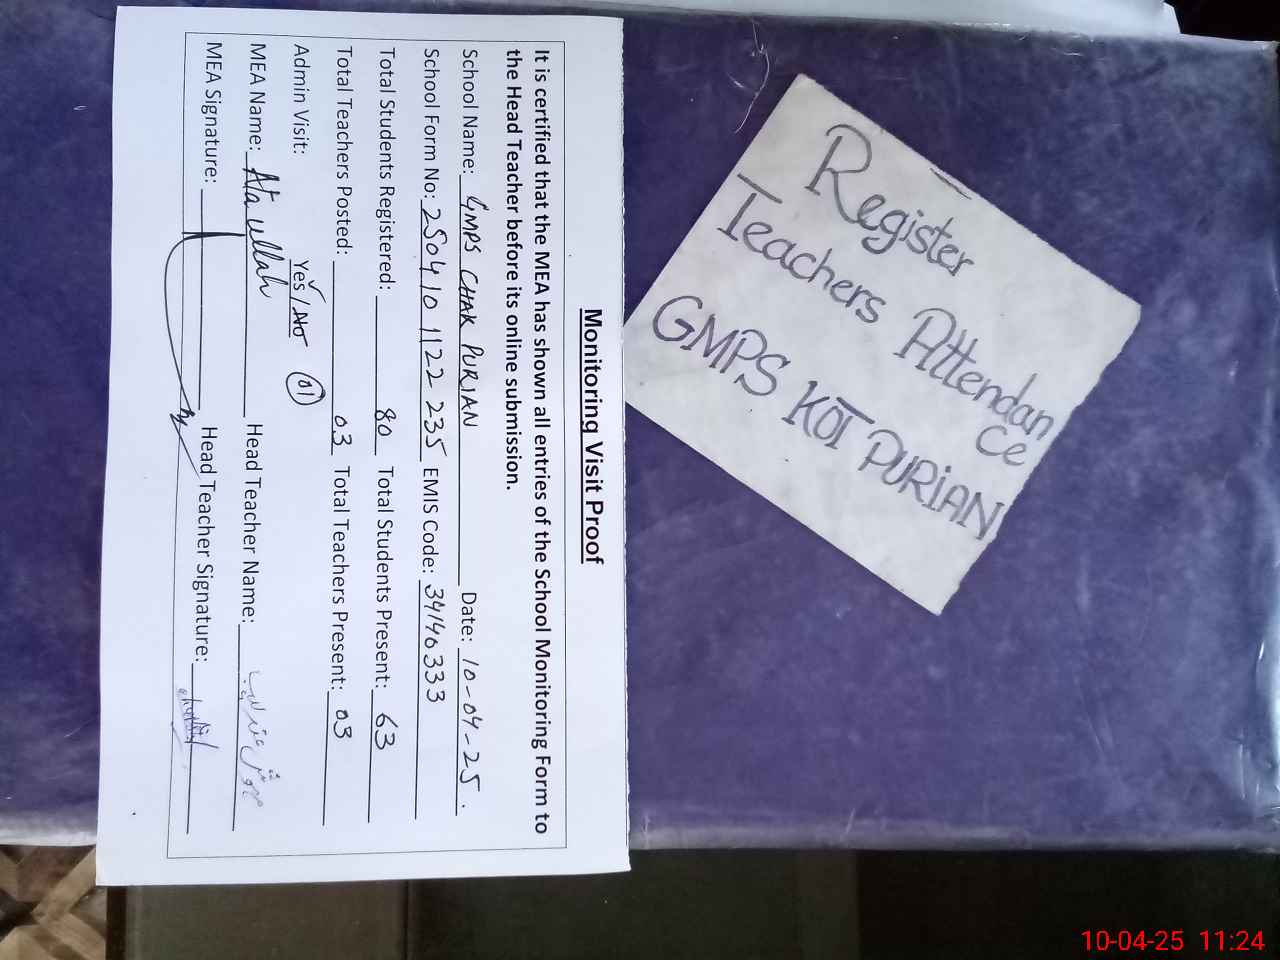 Monitoring Visit Proof
It is certified that the MEA has shown all entries of the School Monitoring Form to
the Head Teacher before its online submission.
School Name: GMPS CHAK PURIAN Date: 10-04-25.
School Form No: 250410 1122 235 EMIS Code: 34140333
Total Students Registered: 80 Total Students Present: 63
Total Teachers Posted: 03 Total Teachers Present: 03
Admin Visit: Yes / No 01
MEA Name: Ata ullah Head Teacher Name:
MEA Signature: Head Teacher Signature:
Register
Teachers Attendan
ce
GMPS KOT PURIAN
10-04-25 11:24